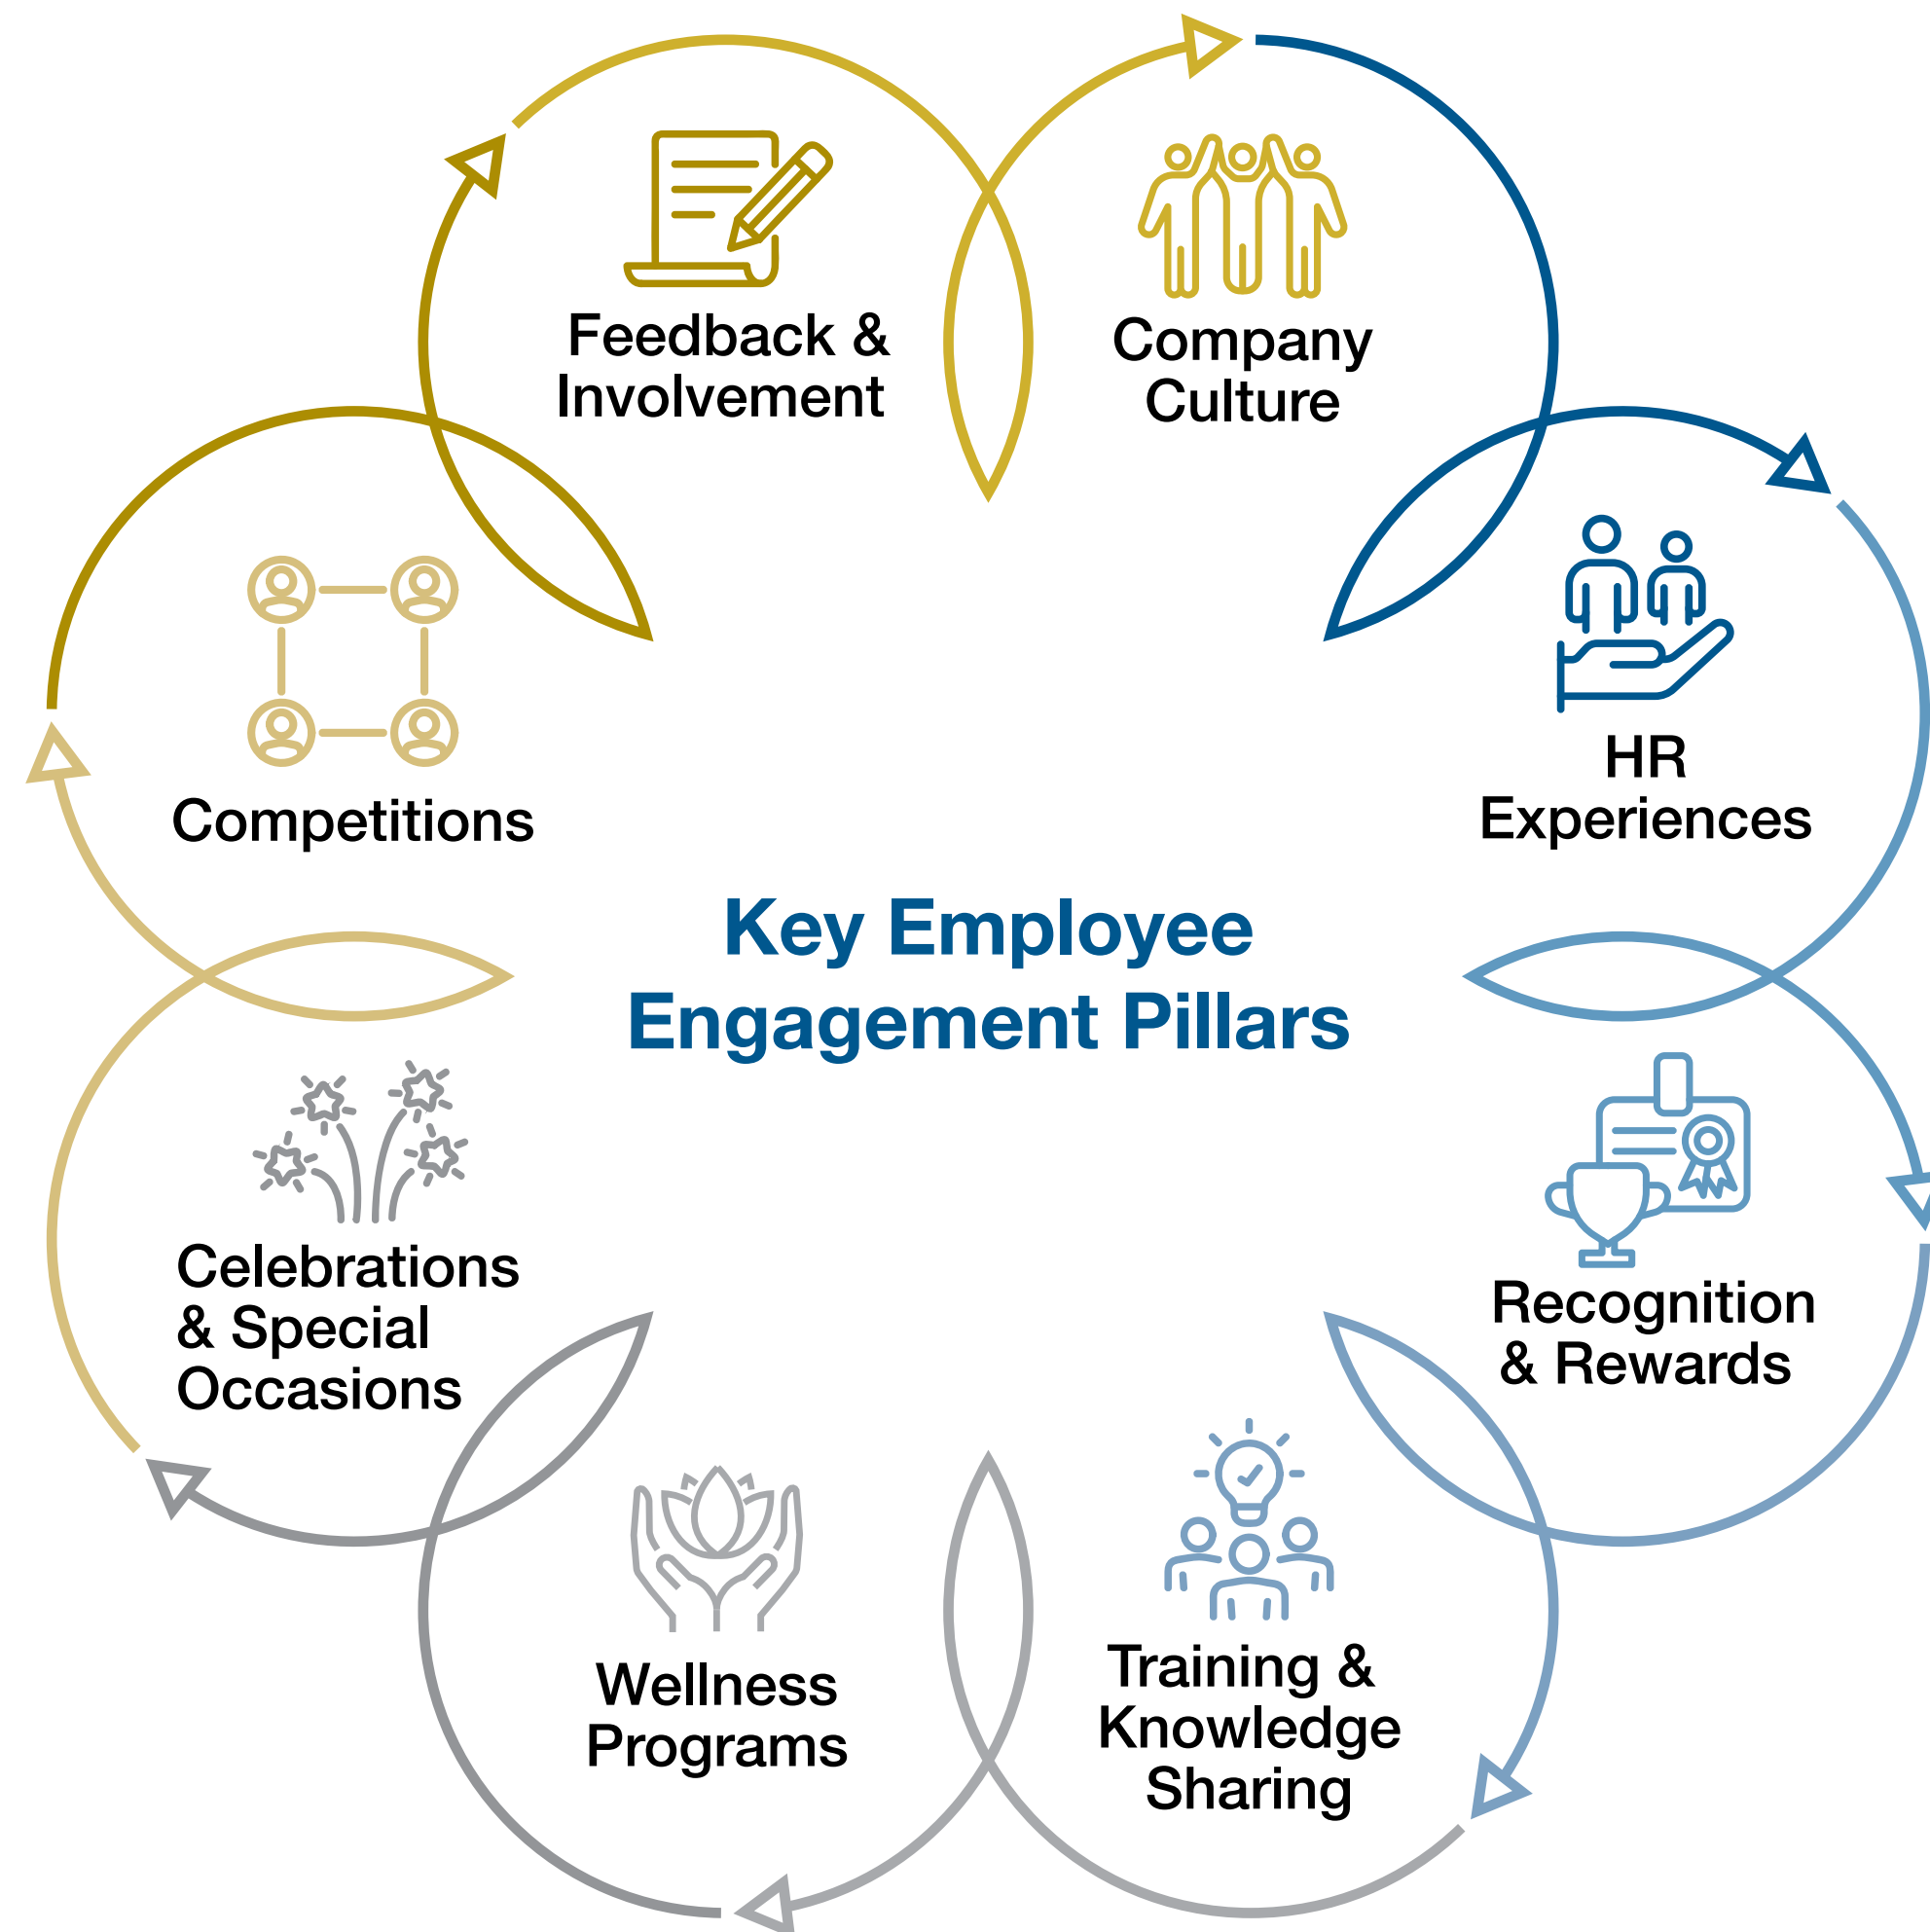 Feedback &
Involvement
Company
Culture
HR
Experiences
Competitions
Key Employee
Engagement Pillars
Recognition
& Rewards
Celebrations
& Special
Occasions
Training &
Knowledge
Sharing
Wellness
Programs